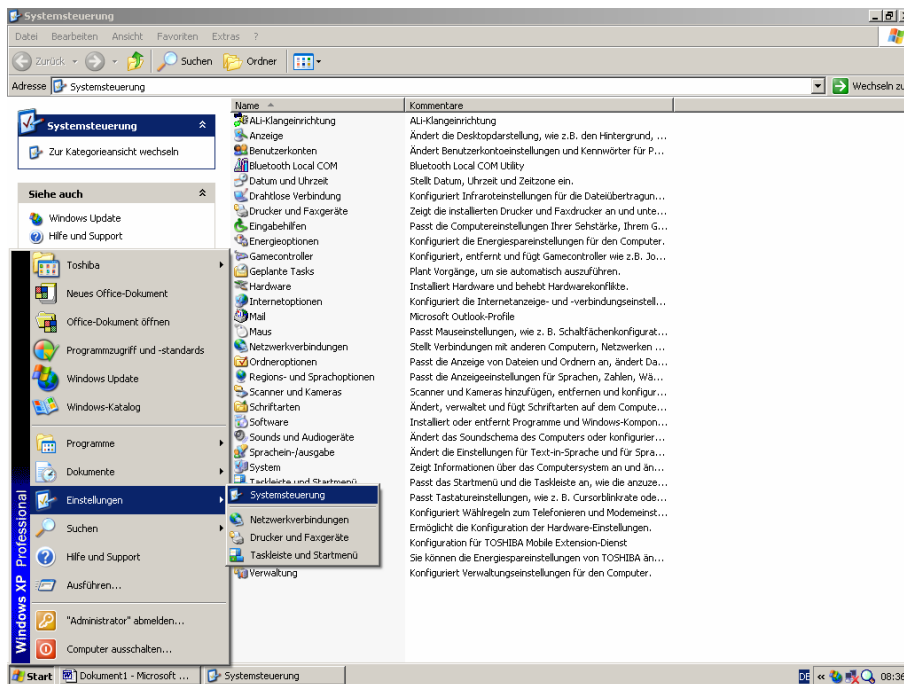 Systemsteuerung
Datei Bearbeiten Ansicht Favoriten Extras ?
Zurück Suchen Ordner
Adresse Systemsteuerung Wechseln zu
Systemsteuerung
Zur Kategorieansicht wechseln
Siehe auch
Windows Update
Hilfe und Support
Name Kommentare
ALi-Klangeinrichtung ALi-Klangeinrichtung
Anzeige Ändert die Desktopdarstellung, wie z.B. den Hintergrund, ...
Benutzerkonten Ändert Benutzerkontoeinstellungen und Kennwörter für P...
Bluetooth Local COM Bluetooth Local COM Utility
Datum und Uhrzeit Stellt Datum, Uhrzeit und Zeitzone ein.
Drahtlose Verbindung Konfiguriert Infraroteinstellungen für die Dateiübertragun...
Drucker und Faxgeräte Zeigt die installierten Drucker und Faxdrucker an und unte...
Eingabehilfen Passt die Computereinstellungen Ihrer Sehstärke, Ihrem G...
Energieoptionen Konfiguriert die Energiespareinstellungen für den Computer.
Gamecontroller Konfiguriert, entfernt und fügt Gamecontroller wie z.B. Jo...
Geplante Tasks Plant Vorgänge, um sie automatisch auszuführen.
Hardware Installiert Hardware und behebt Hardwarekonflikte.
Internetoptionen Konfiguriert die Internetanzeige- und -verbindungseinstell...
Mail Microsoft Outlook-Profile
Maus Passt Mauseinstellungen, wie z. B. Schaltfächenkonfigurat...
Netzwerkverbindungen Stellt Verbindungen mit anderen Computern, Netzwerken ...
Ordneroptionen Passt die Anzeige von Dateien und Ordnern an, ändert Da...
Regions- und Sprachoptionen Passt die Anzeigeeinstellungen für Sprachen, Zahlen, Wä...
Scanner und Kameras Scanner und Kameras hinzufügen, entfernen und konfigur...
Schriftarten Ändert, verwaltet und fügt Schriftarten auf dem Compute...
Software Installiert oder entfernt Programme und Windows-Kompon...
Sounds und Audiogeräte Ändert das Soundschema des Computers oder konfigurier...
Sprachein-/ausgabe Ändert die Einstellungen für Text-in-Sprache und für Spra...
System Zeigt Informationen über das Computersystem an und än...
Taskleiste und Startmenü Passt das Startmenü und die Taskleiste an, wie die anzuze...
Passt Tastatureinstellungen, wie z. B. Cursorblinkrate ode...
Konfiguriert Wählregeln zum Telefonieren und Modemeinst...
Ermöglicht die Konfiguration der Hardware-Einstellungen.
Konfiguration für TOSHIBA Mobile Extension-Dienst
Sie können die Energiespareinstellungen von TOSHIBA än...
Verwaltung Konfiguriert Verwaltungseinstellungen für den Computer.
Toshiba
Neues Office-Dokument
Office-Dokument öffnen
Programmzugriff und -standards
Windows Update
Windows-Katalog
Programme
Dokumente
Einstellungen
Suchen
Hilfe und Support
Ausführen...
"Administrator" abmelden...
Computer ausschalten...
Windows XP Professional
Systemsteuerung
Netzwerkverbindungen
Drucker und Faxgeräte
Taskleiste und Startmenü
Start Dokument1 - Microsoft ... Systemsteuerung DE « 08:36